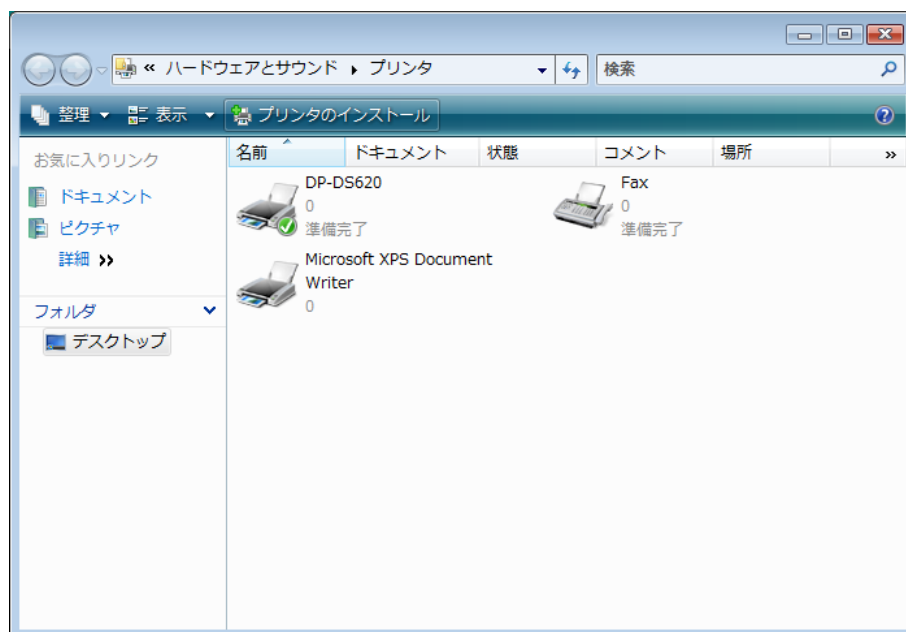 « ハードウェアとサウンド ▸ プリンタ
検索
整理 表示 プリンタのインストール
お気に入りリンク
ドキュメント
ピクチャ
詳細 »
フォルダ
デスクトップ
名前 ドキュメント 状態 コメント 場所 »
DP-DS620
0
準備完了
Fax
0
準備完了
Microsoft XPS Document
Writer
0